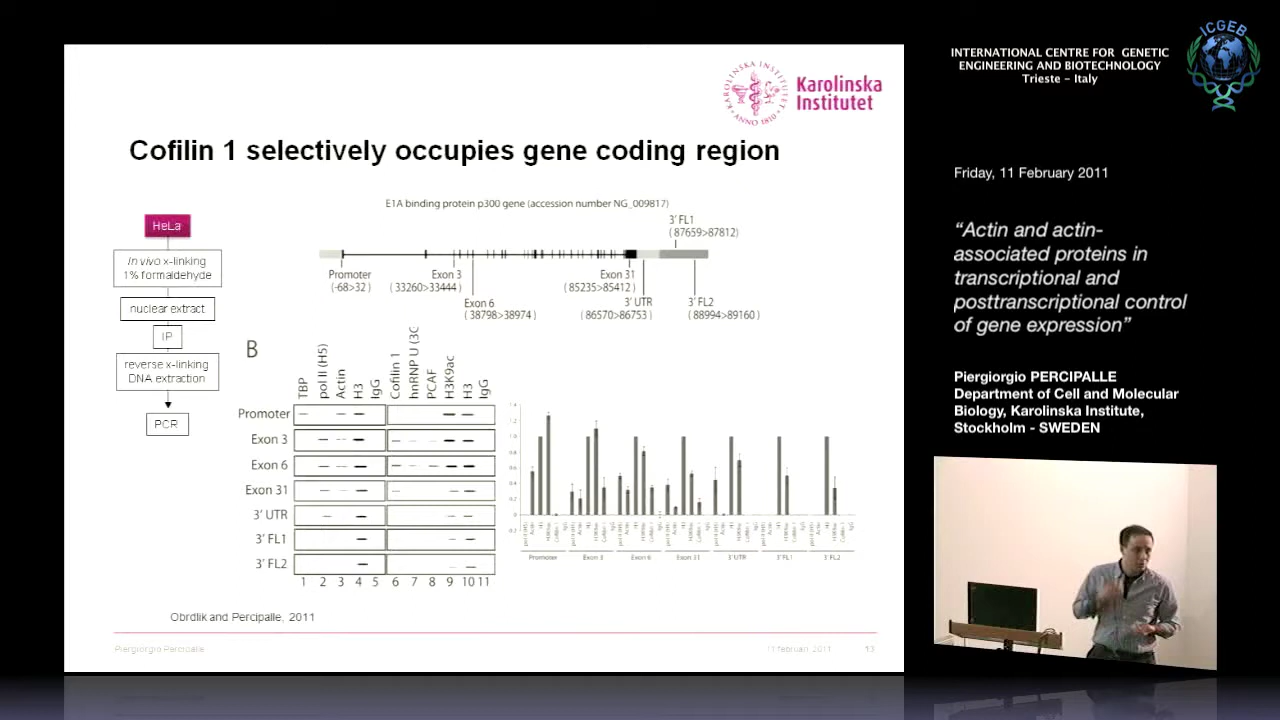 KAROLINSKA INSTITUTET
ANNO 1810
Karolinska
Institutet
Cofilin 1 selectively occupies gene coding region
HeLa
In vivo x-linking
1% formaldehyde
nuclear extract
IP
reverse x-linking
DNA extraction
PCR
E1A binding protein p300 gene (accession number NG_009817)
3' FL1
(87659>87812)
Promoter
(-68>32)
Exon 3
(33260>33444)
Exon 6
(38798>38974)
Exon 31
(85235>85412)
3' UTR
(86570>86753)
3' FL2
(88994>89160)
B
TBP
pol II (H5)
Actin
H3
IgG
Cofilin 1
hnRNP U (3C
PCAF
H3K9ac
H3
IgG
Promoter
Exon 3
Exon 6
Exon 31
3' UTR
3' FL1
3' FL2
1 2 3 4 5 6 7 8 9 10 11
Promoter Exon 3 Exon 6 Exon 31 3'UTR 3'FL1 3'FL2
Obrdlik and Percipalle, 2011
Piergiorgio Percipalle
11 februari, 2011
13
ICGEB
INTERNATIONAL CENTRE FOR GENETIC
ENGINEERING AND BIOTECHNOLOGY
Trieste - Italy
Friday, 11 February 2011
“Actin and actin-
associated proteins in
transcriptional and
posttranscriptional control
of gene expression”
Piergiorgio PERCIPALLE
Department of Cell and Molecular
Biology, Karolinska Institute,
Stockholm - SWEDEN